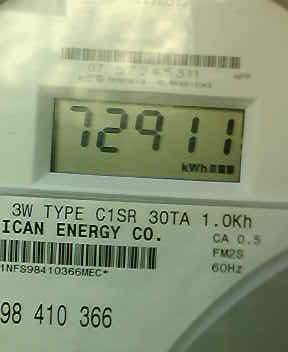 72911
kWh
3W TYPE C1SR 30TA 1.0Kh
ICAN ENERGY CO.
CA 0.5
FM2S
1NFS98410366MEC*
60Hz
98 410 366